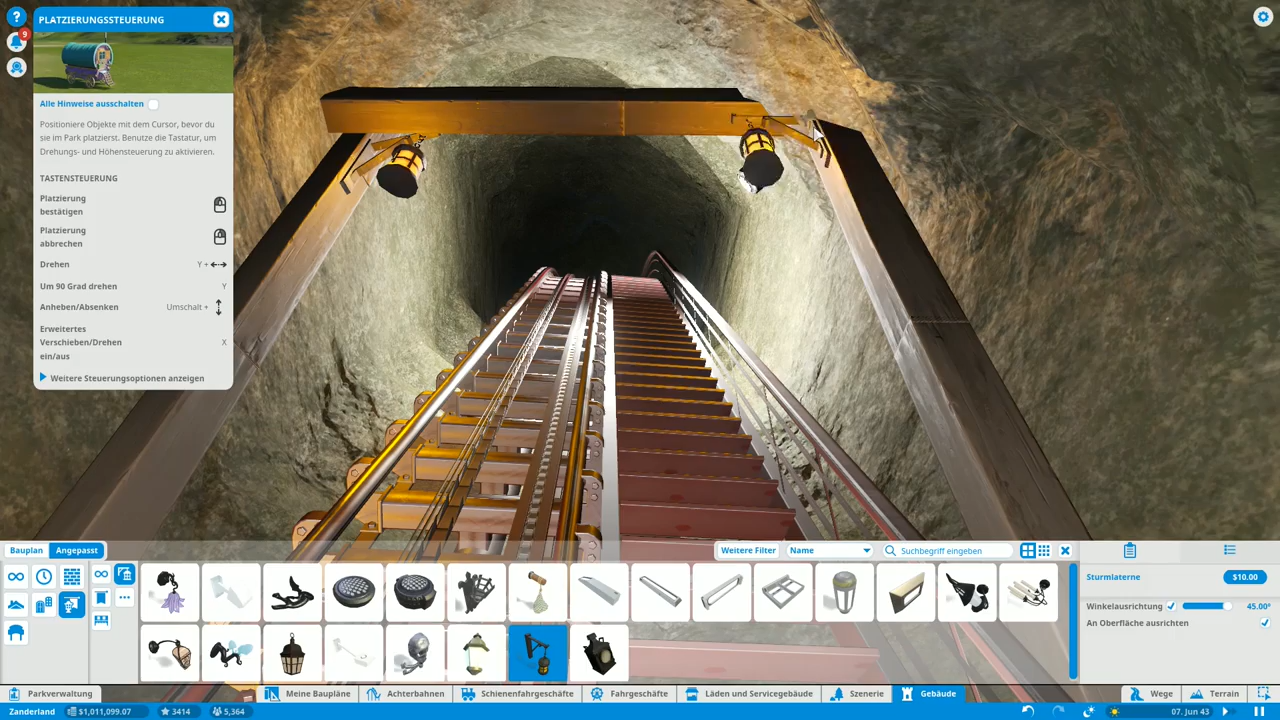 ?
9
PLATZIERUNGSSTEUERUNG
Alle Hinweise ausschalten
Positioniere Objekte mit dem Cursor, bevor du
sie im Park platzierst. Benutze die Tastatur, um
Drehungs- und Höhensteuerung zu aktivieren.
TASTENSTEUERUNG
Platzierung
bestätigen
Platzierung
abbrechen
Drehen Y +
Um 90 Grad drehen Y
Anheben/Absenken Umschalt +
Erweitertes
Verschieben/Drehen X
ein/aus
Weitere Steuerungsoptionen anzeigen
Bauplan Angepasst Weitere Filter Name Suchbegriff eingeben
Sturmlaterne $10.00
Winkelausrichtung 45.00°
An Oberfläche ausrichten
Parkverwaltung Meine Baupläne Achterbahnen Schienenfahrgeschäfte Fahrgeschäfte Läden und Servicegebäude Szenerie Gebäude Wege Terrain
Zanderland $1,011,099.07 3414 5,364 07. Jun 43